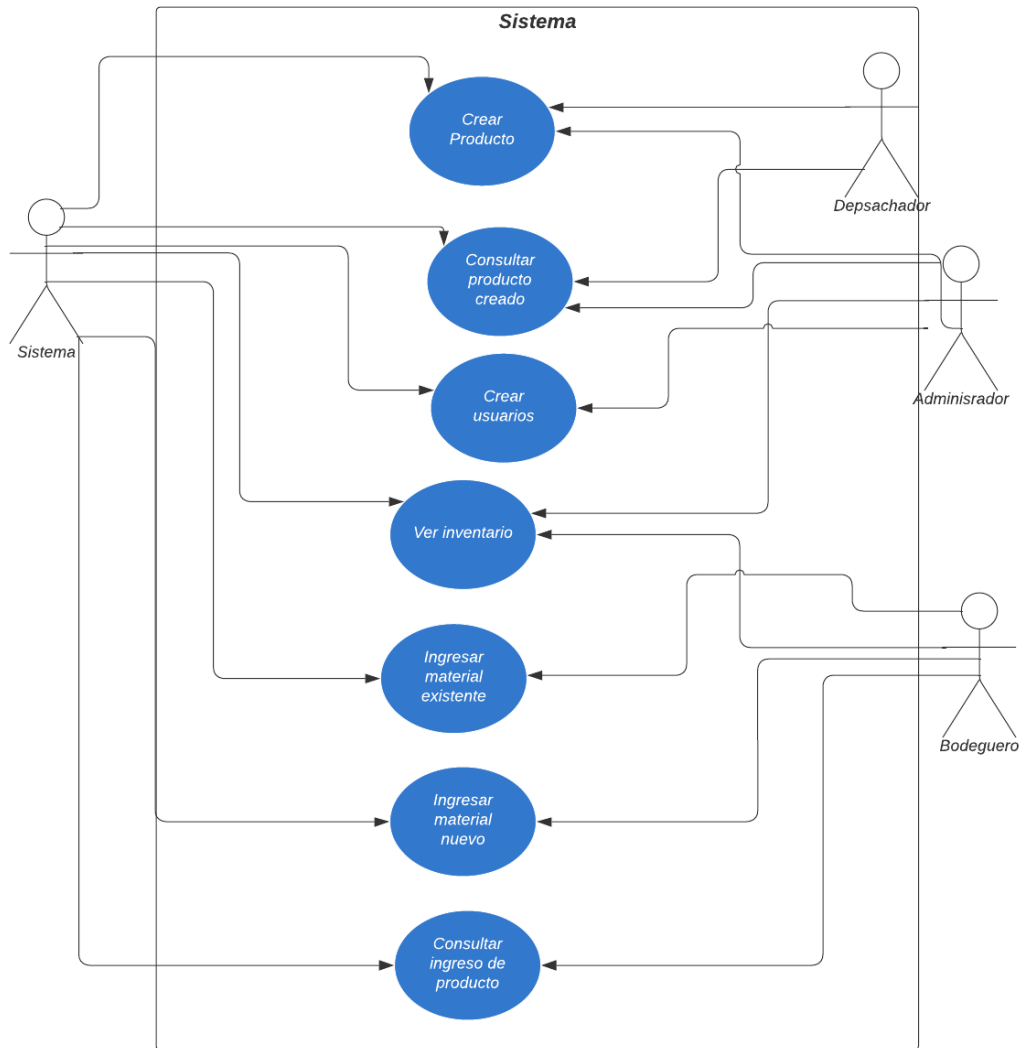 Sistema
Crear
Producto
Depsachador
Consultar
producto
creado
Sistema
Adminisrador
Crear
usuarios
Ver inventario
Ingresar
material
existente
Bodeguero
Ingresar
material
nuevo
Consultar
ingreso de
producto